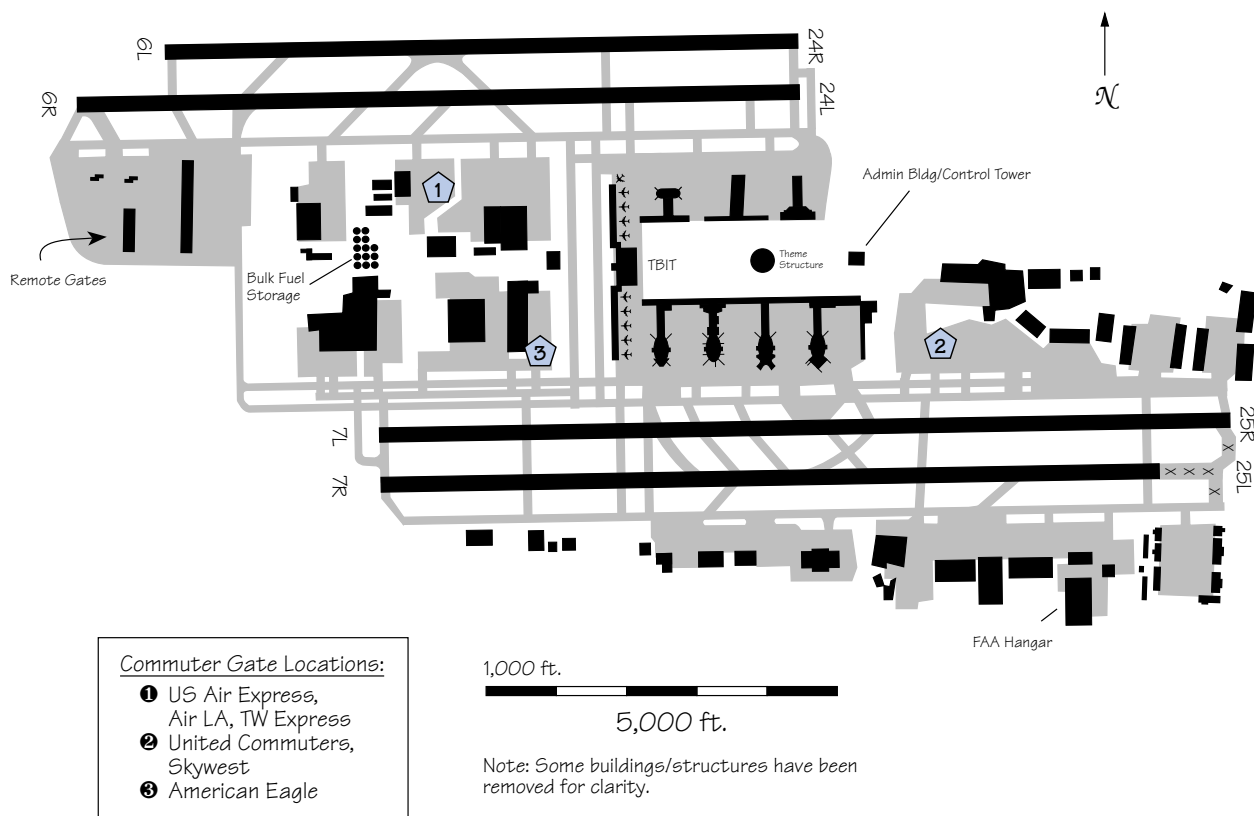 6L
24R
N
6R
24L
Admin Bldg/Control Tower
1
Theme
Structure
TBIT
Remote Gates
Bulk Fuel
Storage
3
2
7L
25R
7R
25L
X
X X X
X
FAA Hangar
Commuter Gate Locations:
1 US Air Express,
Air LA, TW Express
2 United Commuters,
Skywest
3 American Eagle
1,000 ft.
5,000 ft.
Note: Some buildings/structures have been
removed for clarity.